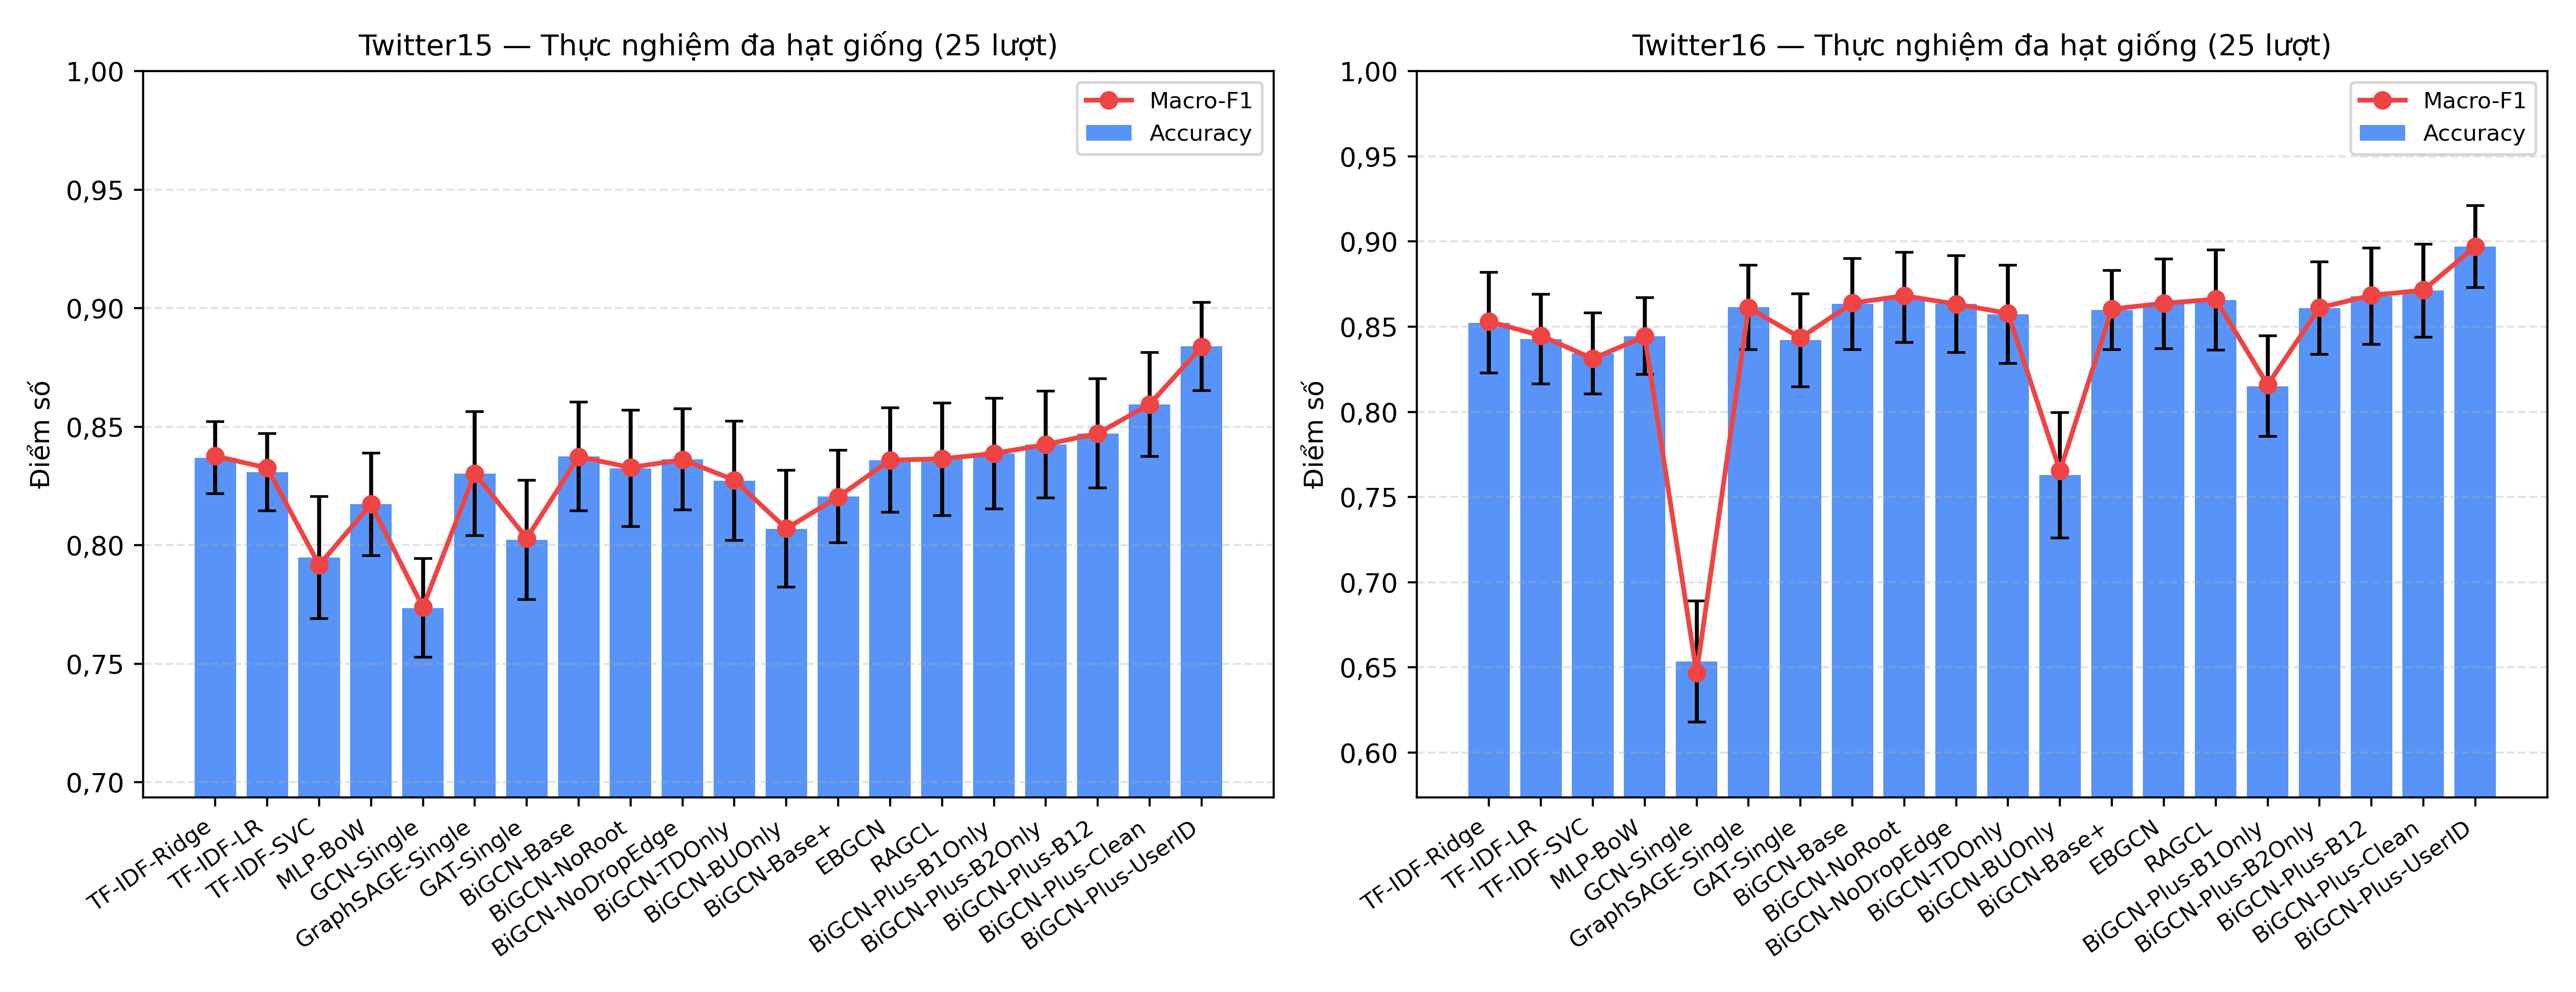 Twitter15 — Thực nghiệm đa hạt giống (25 lượt)
1,00
0,95
0,90
0,85
0,80
0,75
0,70
Điểm số
Macro-F1
Accuracy
TF-IDF-Ridge
TF-IDF-LR
TF-IDF-SVC
MLP-BoW
GCN-Single
GraphSAGE-Single
GAT-Single
BiGCN-Base
BiGCN-NoRoot
BiGCN-NoDropEdge
BiGCN-TDOnly
BiGCN-BUOnly
BiGCN-Base+
EBGCN
RAGCL
BiGCN-Plus-B1Only
BiGCN-Plus-B2Only
BiGCN-Plus-B12
BiGCN-Plus-Clean
BiGCN-Plus-UserID
Twitter16 — Thực nghiệm đa hạt giống (25 lượt)
1,00
0,95
0,90
0,85
0,80
0,75
0,70
0,65
0,60
Điểm số
Macro-F1
Accuracy
TF-IDF-Ridge
TF-IDF-LR
TF-IDF-SVC
MLP-BoW
GCN-Single
GraphSAGE-Single
GAT-Single
BiGCN-Base
BiGCN-NoRoot
BiGCN-NoDropEdge
BiGCN-TDOnly
BiGCN-BUOnly
BiGCN-Base+
EBGCN
RAGCL
BiGCN-Plus-B1Only
BiGCN-Plus-B2Only
BiGCN-Plus-B12
BiGCN-Plus-Clean
BiGCN-Plus-UserID